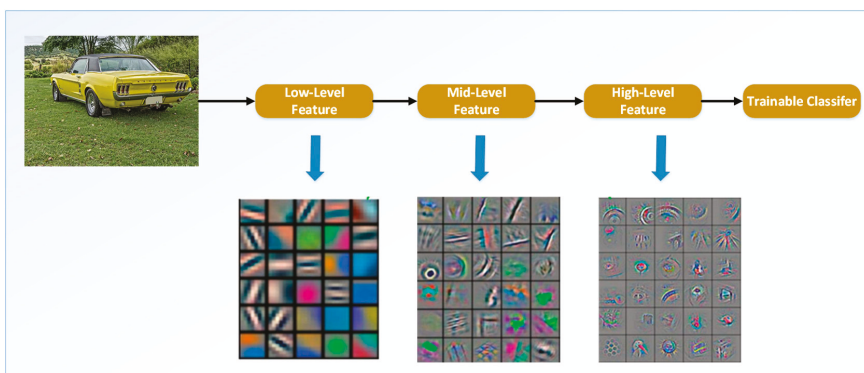 Low-Level
Feature
Mid-Level
Feature
High-Level
Feature
Trainable Classifer